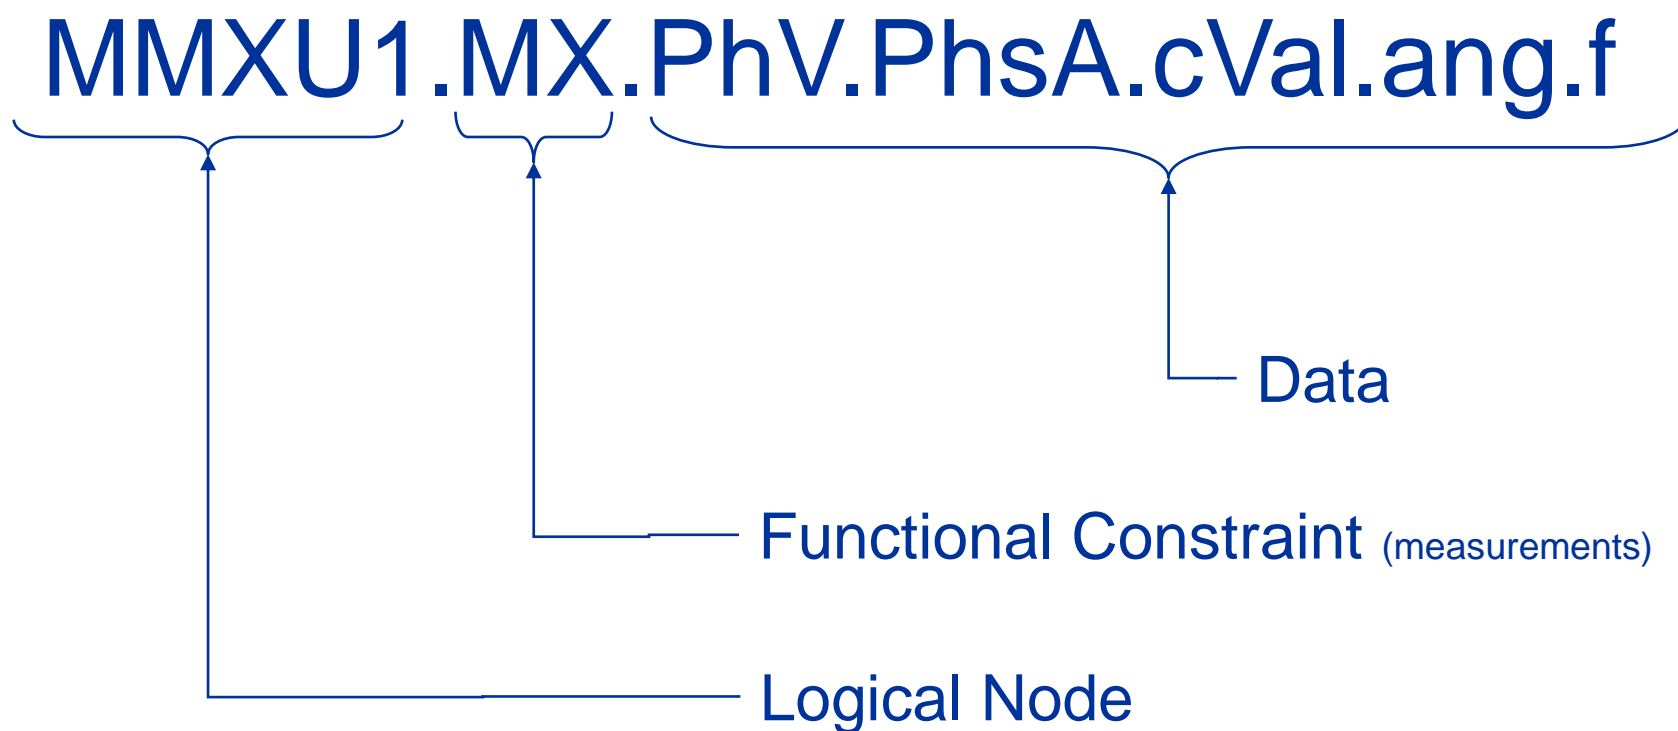 MMXU1.MX.PhV.PhsA.cVal.ang.f
Data
Functional Constraint (measurements)
Logical Node